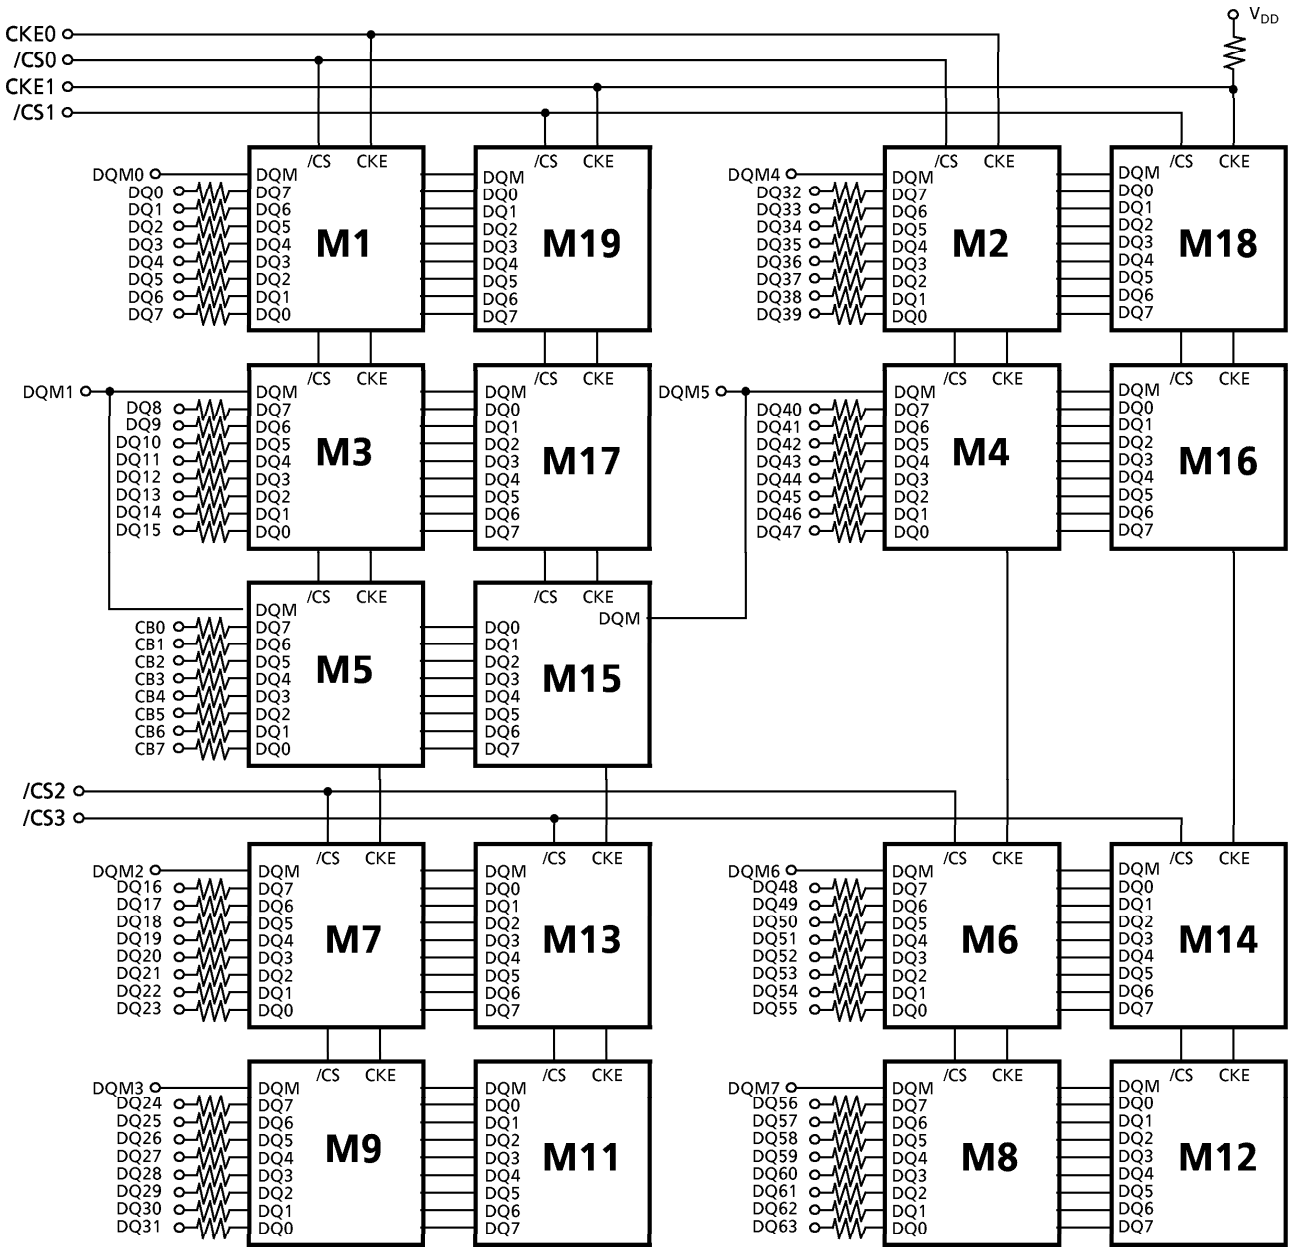 CKE0
/CS0
CKE1
/CS1
V_DD
DQM0
DQ0
DQ1
DQ2
DQ3
DQ4
DQ5
DQ6
DQ7
/CS CKE
DQM
DQ7
DQ6
DQ5
DQ4
DQ3
DQ2
DQ1
DQ0
M1
/CS CKE
DQM
DQ0
DQ1
DQ2
DQ3
DQ4
DQ5
DQ6
DQ7
M19
DQM4
DQ32
DQ33
DQ34
DQ35
DQ36
DQ37
DQ38
DQ39
/CS CKE
DQM
DQ7
DQ6
DQ5
DQ4
DQ3
DQ2
DQ1
DQ0
M2
/CS CKE
DQM
DQ0
DQ1
DQ2
DQ3
DQ4
DQ5
DQ6
DQ7
M18
DQM1
DQ8
DQ9
DQ10
DQ11
DQ12
DQ13
DQ14
DQ15
/CS CKE
DQM
DQ7
DQ6
DQ5
DQ4
DQ3
DQ2
DQ1
DQ0
M3
/CS CKE
DQM
DQ0
DQ1
DQ2
DQ3
DQ4
DQ5
DQ6
DQ7
M17
DQM5
DQ40
DQ41
DQ42
DQ43
DQ44
DQ45
DQ46
DQ47
/CS CKE
DQM
DQ7
DQ6
DQ5
DQ4
DQ3
DQ2
DQ1
DQ0
M4
/CS CKE
DQM
DQ0
DQ1
DQ2
DQ3
DQ4
DQ5
DQ6
DQ7
M16
CB0
CB1
CB2
CB3
CB4
CB5
CB6
CB7
/CS CKE
DQM
DQ7
DQ6
DQ5
DQ4
DQ3
DQ2
DQ1
DQ0
M5
/CS CKE
DQM
DQ0
DQ1
DQ2
DQ3
DQ4
DQ5
DQ6
DQ7
M15
/CS2
/CS3
DQM2
DQ16
DQ17
DQ18
DQ19
DQ20
DQ21
DQ22
DQ23
/CS CKE
DQM
DQ7
DQ6
DQ5
DQ4
DQ3
DQ2
DQ1
DQ0
M7
/CS CKE
DQM
DQ0
DQ1
DQ2
DQ3
DQ4
DQ5
DQ6
DQ7
M13
DQM6
DQ48
DQ49
DQ50
DQ51
DQ52
DQ53
DQ54
DQ55
/CS CKE
DQM
DQ7
DQ6
DQ5
DQ4
DQ3
DQ2
DQ1
DQ0
M6
/CS CKE
DQM
DQ0
DQ1
DQ2
DQ3
DQ4
DQ5
DQ6
DQ7
M14
DQM3
DQ24
DQ25
DQ26
DQ27
DQ28
DQ29
DQ30
DQ31
/CS CKE
DQM
DQ7
DQ6
DQ5
DQ4
DQ3
DQ2
DQ1
DQ0
M9
/CS CKE
DQM
DQ0
DQ1
DQ2
DQ3
DQ4
DQ5
DQ6
DQ7
M11
DQM7
DQ56
DQ57
DQ58
DQ59
DQ60
DQ61
DQ62
DQ63
/CS CKE
DQM
DQ7
DQ6
DQ5
DQ4
DQ3
DQ2
DQ1
DQ0
M8
/CS CKE
DQM
DQ0
DQ1
DQ2
DQ3
DQ4
DQ5
DQ6
DQ7
M12